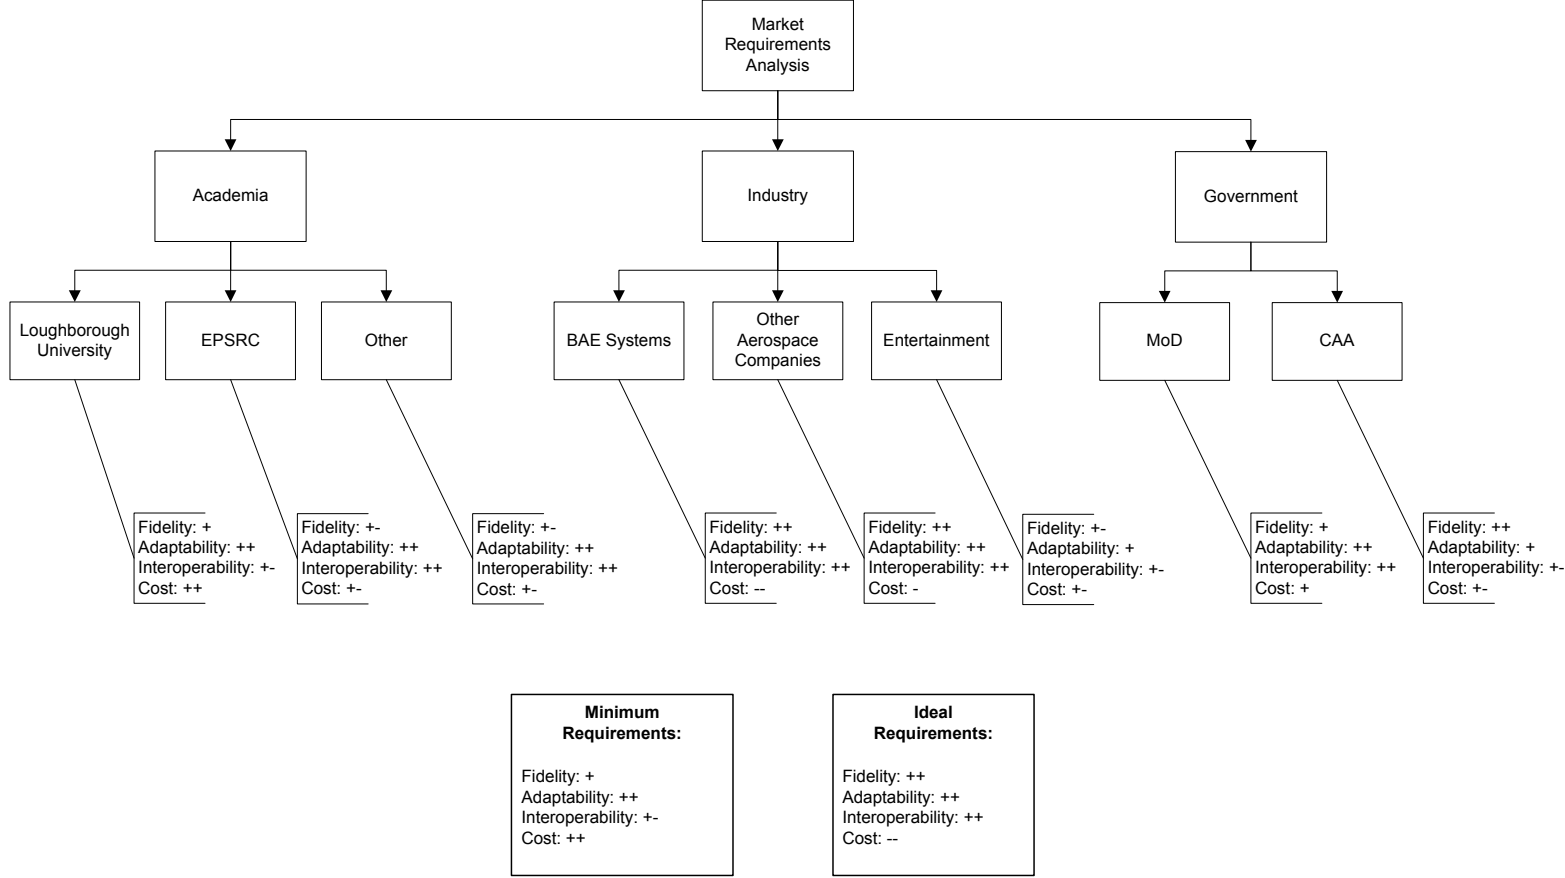 Market
Requirements
Analysis
Academia
Industry
Government
Loughborough
University
EPSRC
Other
BAE Systems
Other
Aerospace
Companies
Entertainment
MoD
CAA
Fidelity: +
Adaptability: ++
Interoperability: +-
Cost: ++
Fidelity: +-
Adaptability: ++
Interoperability: ++
Cost: +-
Fidelity: +-
Adaptability: ++
Interoperability: ++
Cost: +-
Fidelity: ++
Adaptability: ++
Interoperability: ++
Cost: --
Fidelity: ++
Adaptability: ++
Interoperability: ++
Cost: -
Fidelity: +-
Adaptability: +
Interoperability: +-
Cost: +-
Fidelity: +
Adaptability: ++
Interoperability: ++
Cost: +
Fidelity: ++
Adaptability: +
Interoperability: +-
Cost: +-
Minimum
Requirements:
Fidelity: +
Adaptability: ++
Interoperability: +-
Cost: ++
Ideal
Requirements:
Fidelity: ++
Adaptability: ++
Interoperability: ++
Cost: --